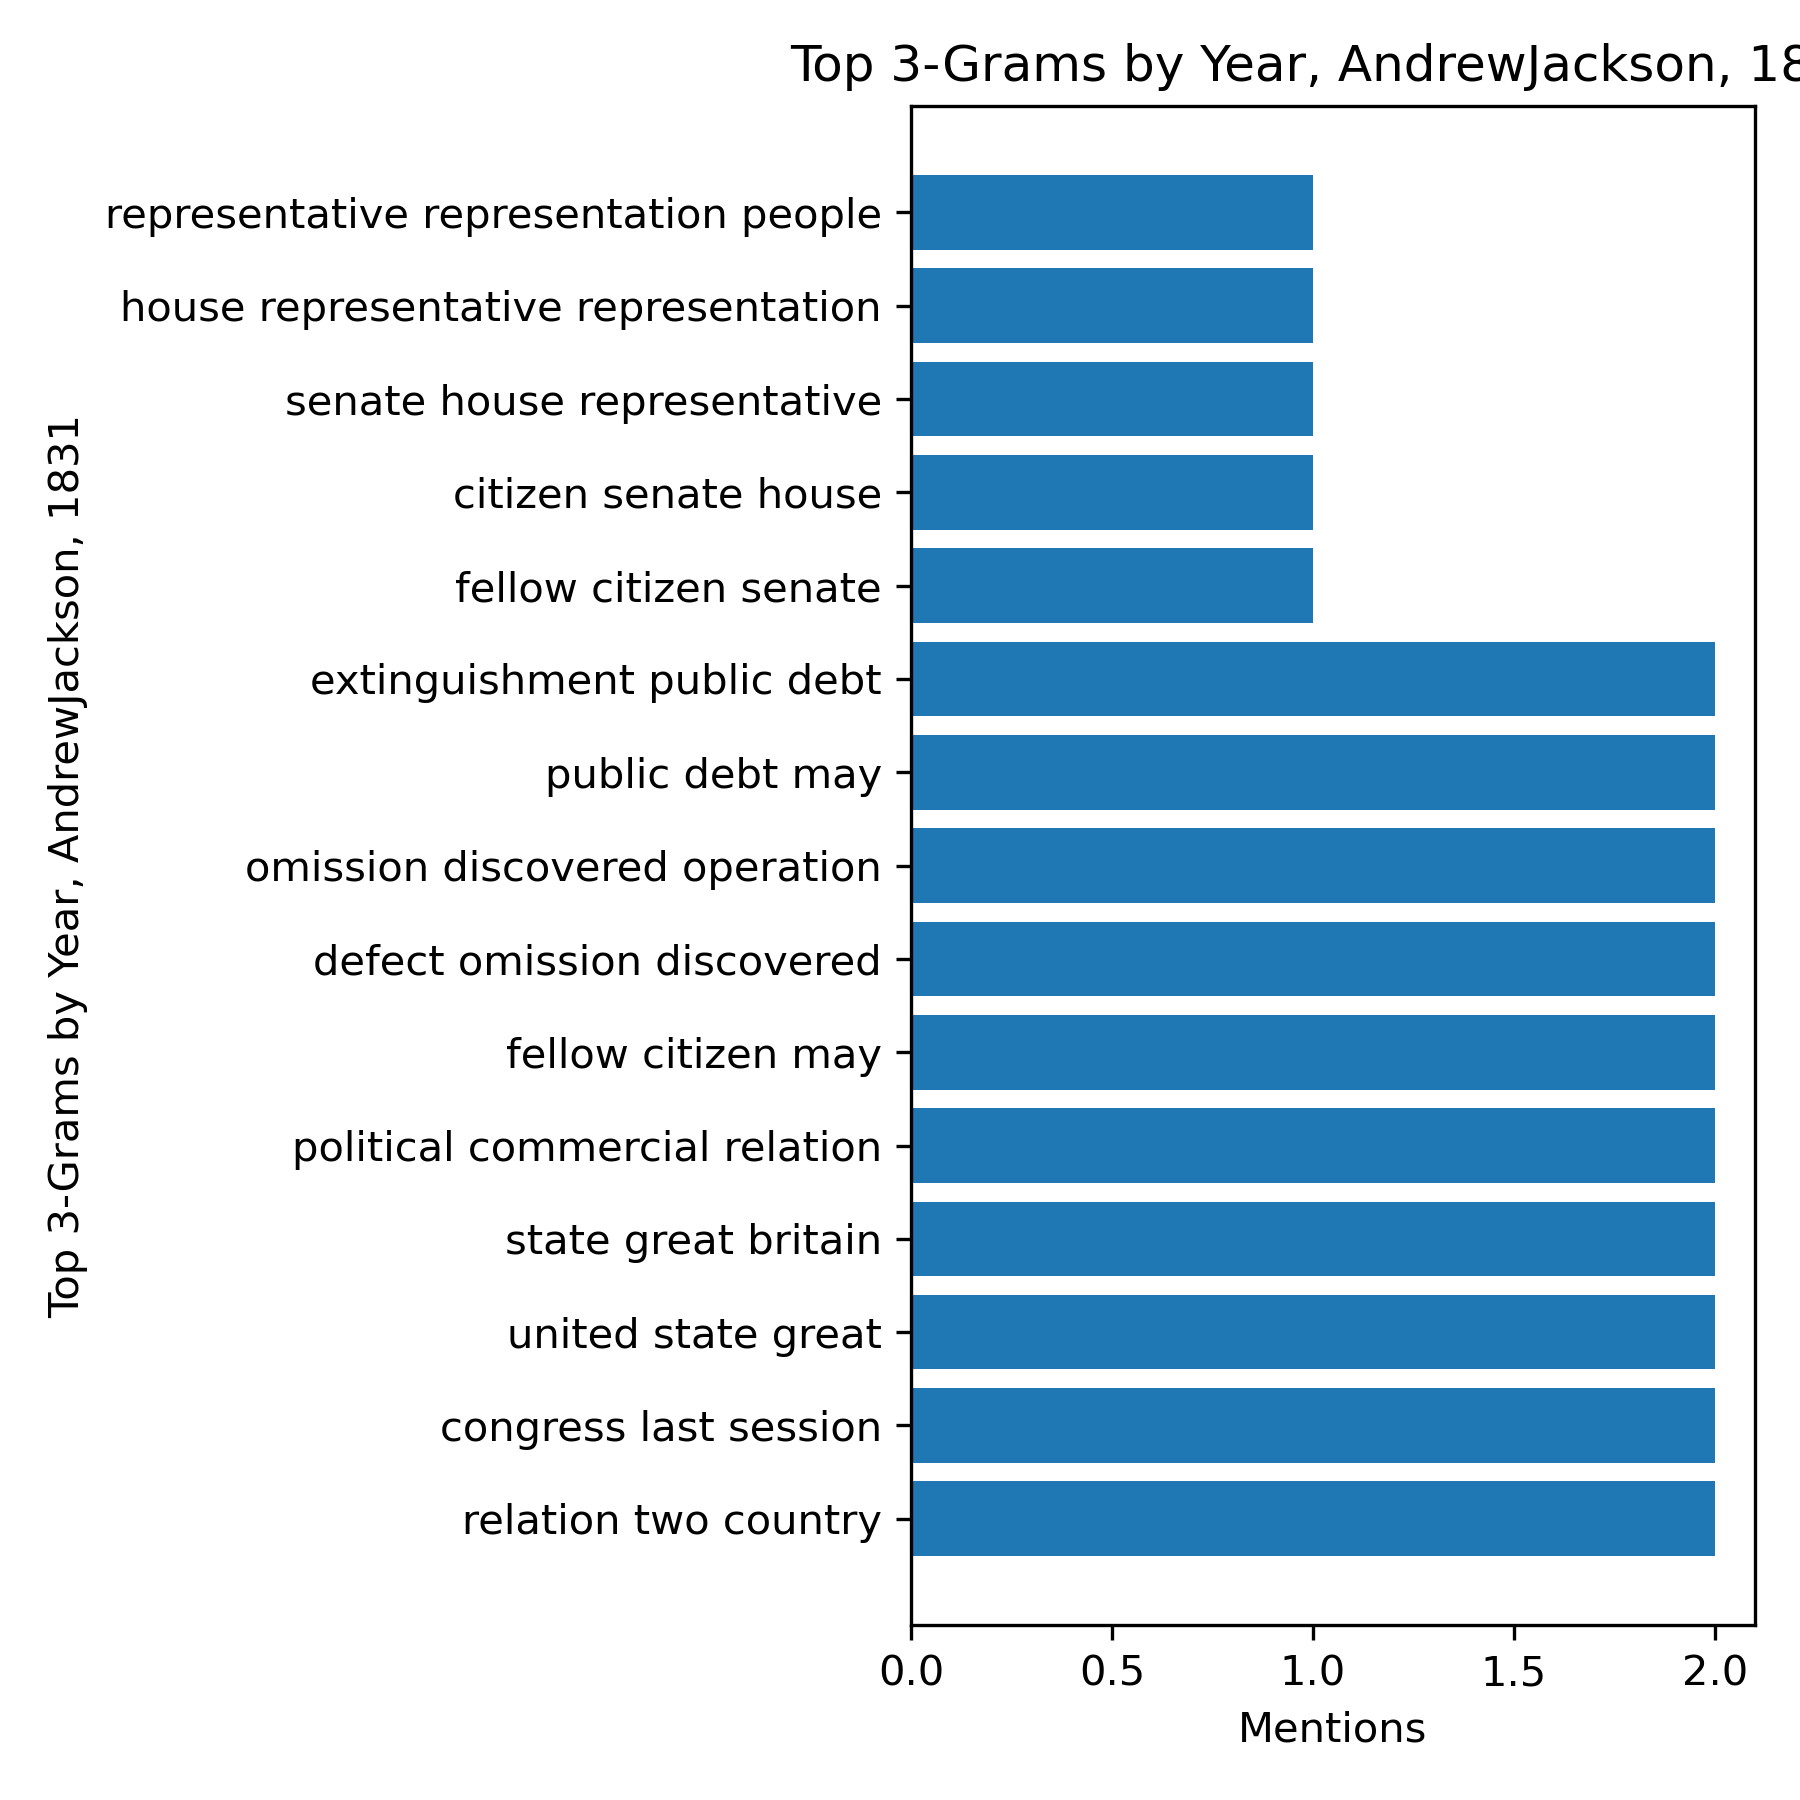 Top 3-Grams by Year, AndrewJackson, 18
representative representation people
house representative representation
senate house representative
citizen senate house
fellow citizen senate
extinguishment public debt
public debt may
omission discovered operation
defect omission discovered
fellow citizen may
political commercial relation
state great britain
united state great
congress last session
relation two country
Top 3-Grams by Year, AndrewJackson, 1831
0.0 0.5 1.0 1.5 2.0
Mentions